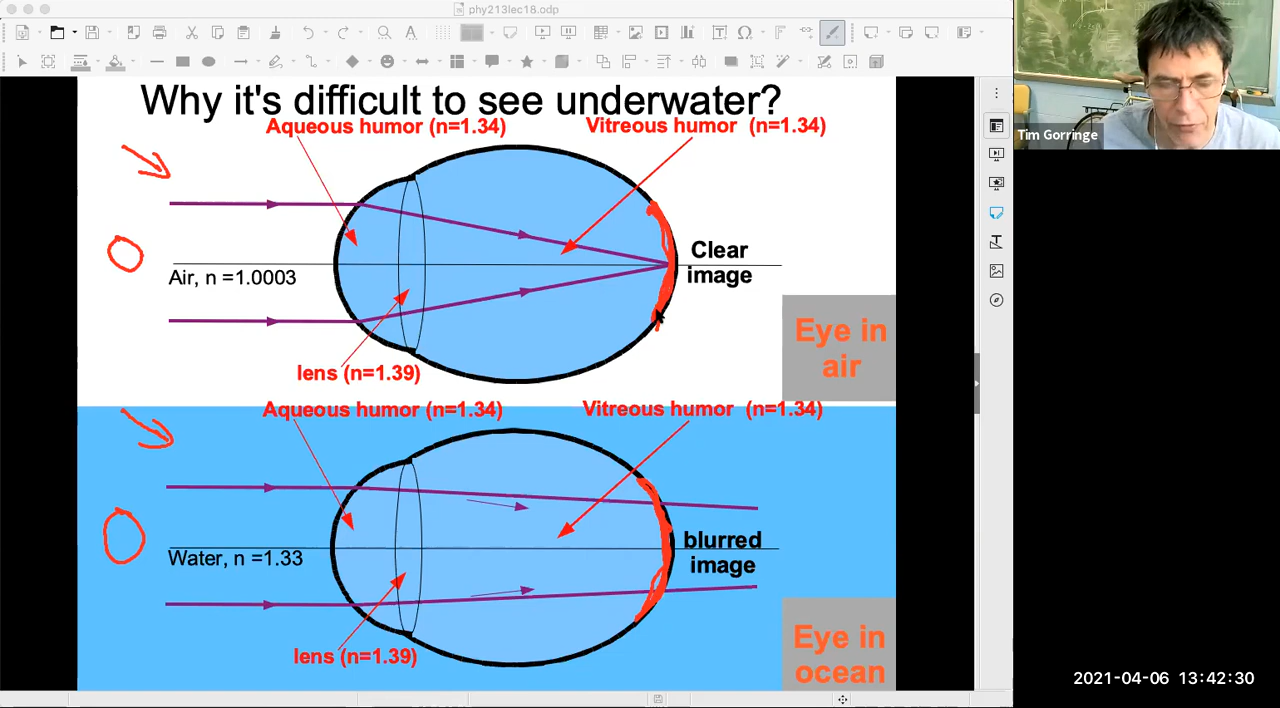 phy213lec18.odp
Why it's difficult to see underwater?
Aqueous humor (n=1.34)
Vitreous humor (n=1.34)
Air, n =1.0003
Clear
image
lens (n=1.39)
Eye in
air
Aqueous humor (n=1.34)
Vitreous humor (n=1.34)
Water, n =1.33
blurred
image
lens (n=1.39)
Eye in
ocean
Tim Gorringe
2021-04-06 13:42:30